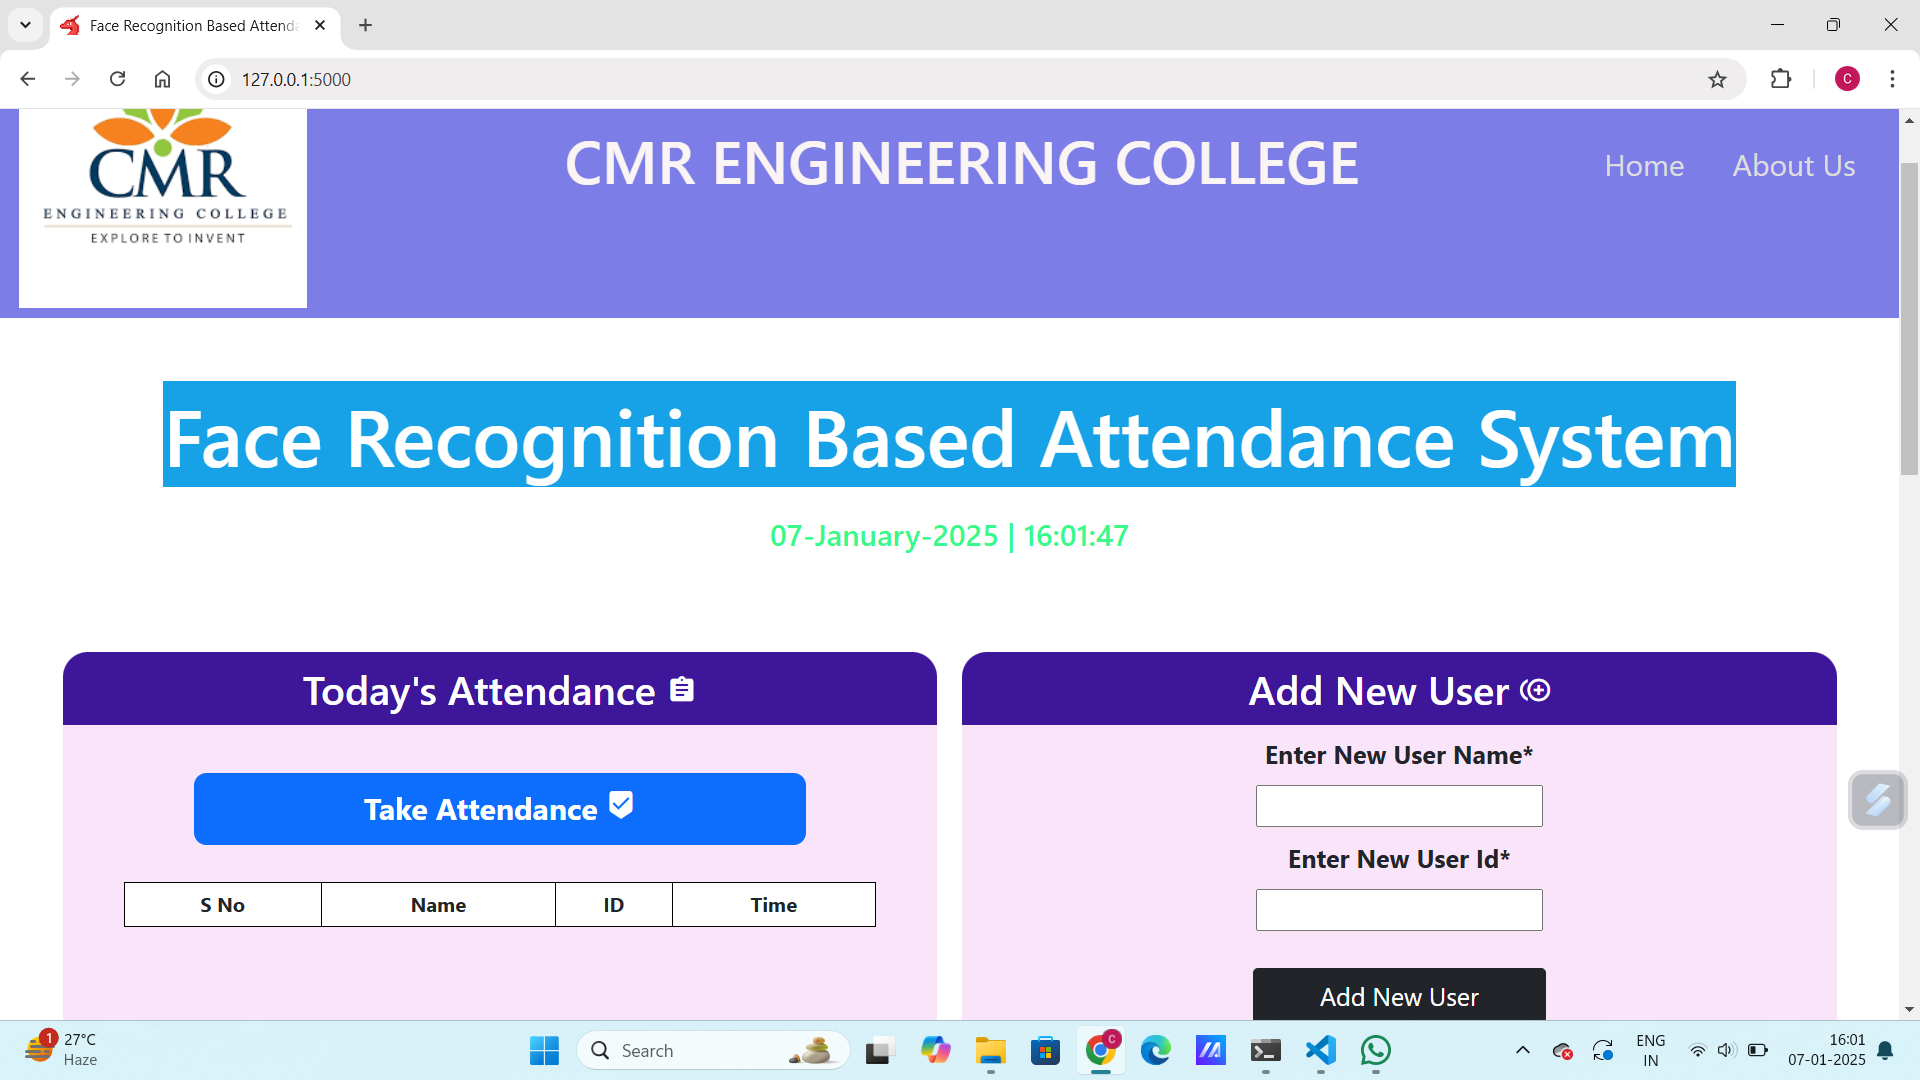 Face Recognition Based Attenda
127.0.0.1:5000
C
CMR
ENGINEERING COLLEGE
EXPLORE TO INVENT
CMR ENGINEERING COLLEGE
Home
About Us
Face Recognition Based Attendance System
07-January-2025 | 16:01:47
Today's Attendance
Take Attendance
S No
Name
ID
Time
Add New User
Enter New User Name*
Enter New User Id*
Add New User
1
27°C
Haze
Search
C
ENG
IN
16:01
07-01-2025